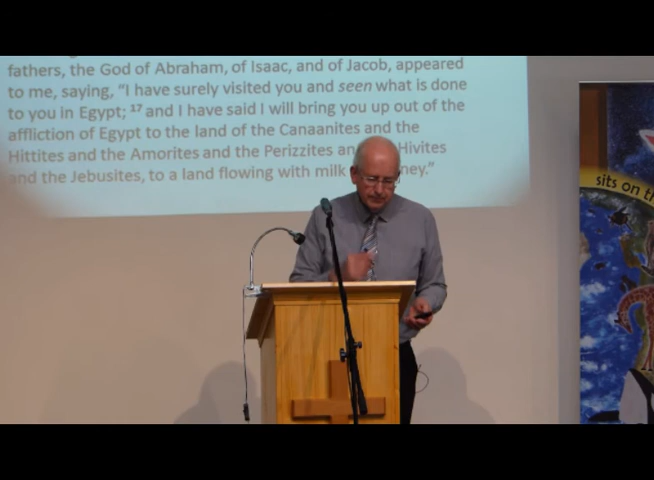 fathers, the God of Abraham, of Isaac, and of Jacob, appeared
to me, saying, “I have surely visited you and seen what is done
to you in Egypt; 17 and I have said I will bring you up out of the
affliction of Egypt to the land of the Canaanites and the
Hittites and the Amorites and the Perizzites Hivites
and the Jebusites, to a land flowing with milk ney.”
sits on th